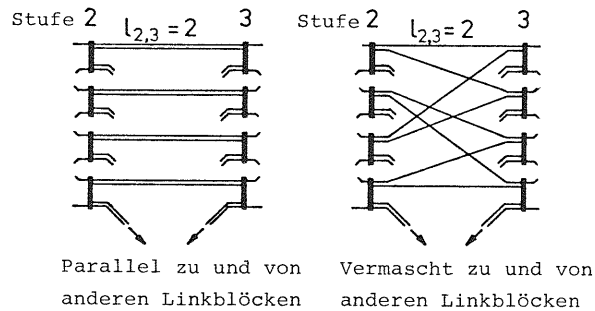 Stufe 2 l2,3 = 2 3
Stufe 2 l2,3 = 2 3
Parallel zu und von
anderen Linkblöcken
Vermascht zu und von
anderen Linkblöcken